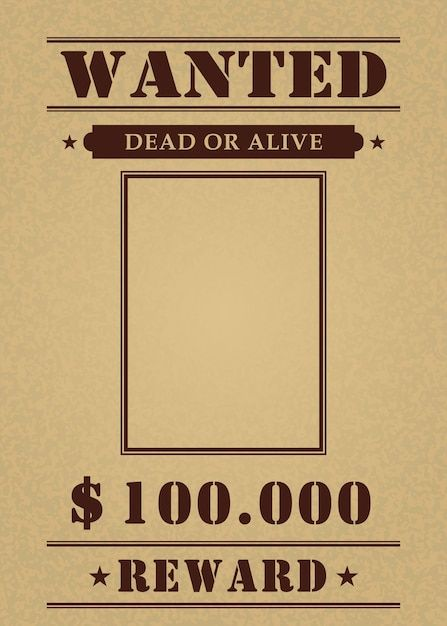 WANTED
DEAD OR ALIVE
$ 100.000
REWARD